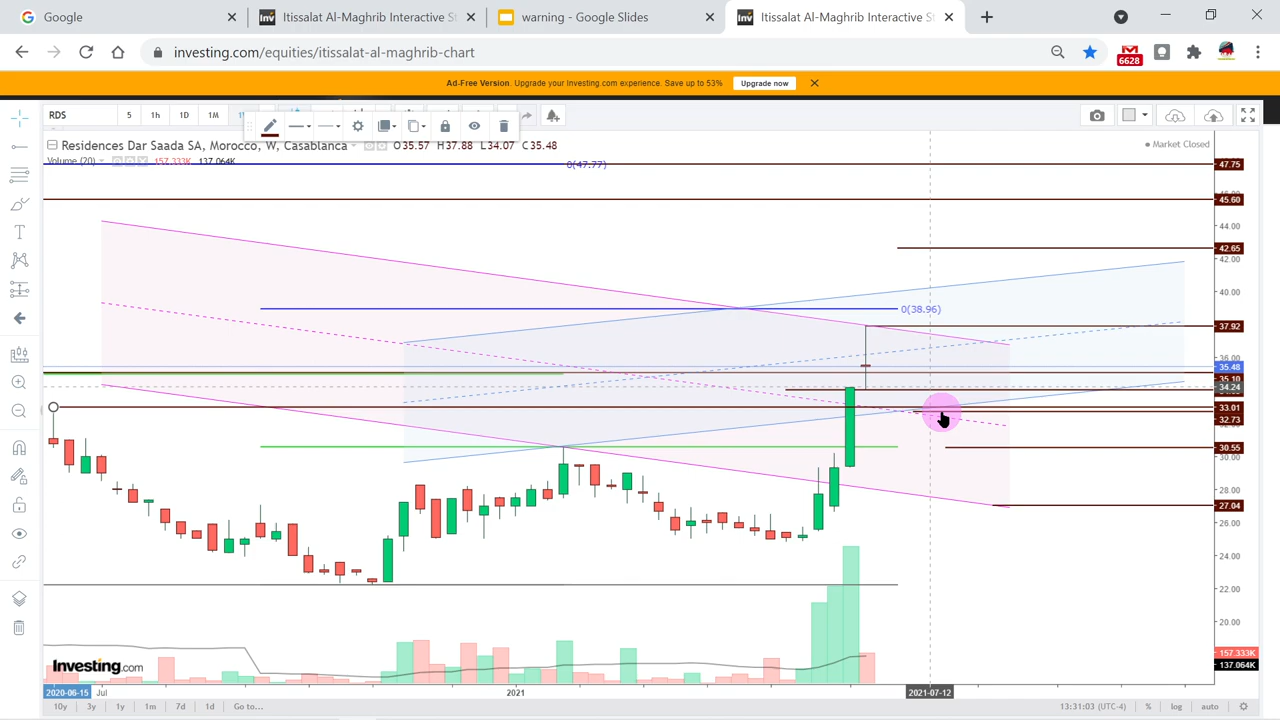 Google
Itissalat Al-Maghrib Interactive St
warning - Google Slides
Itissalat Al-Maghrib Interactive St
investing.com/equities/itissalat-al-maghrib-chart
6628
Ad-Free Version. Upgrade your Investing.com experience. Save up to 53%
Upgrade now
RDS
5
1h
1D
1M
Residences Dar Saada SA, Morocco, W, Casablanca
O35.57 H37.88 L34.07 C35.48
Market Closed
Volume (20)
157.333K
137.064K
0(47.77)
47.75
45.60
44.00
42.65
42.00
40.00
0(38.96)
37.92
36.00
35.48
35.10
34.24
33.01
32.73
30.55
30.00
28.00
27.04
26.00
24.00
22.00
20.00
157.333K
137.064K
Investing.com
2020-06-15
Jul
2021
2021-07-12
10y
3y
1y
1m
7d
1d
Go to...
13:31:03 (UTC-4)
%
log
auto